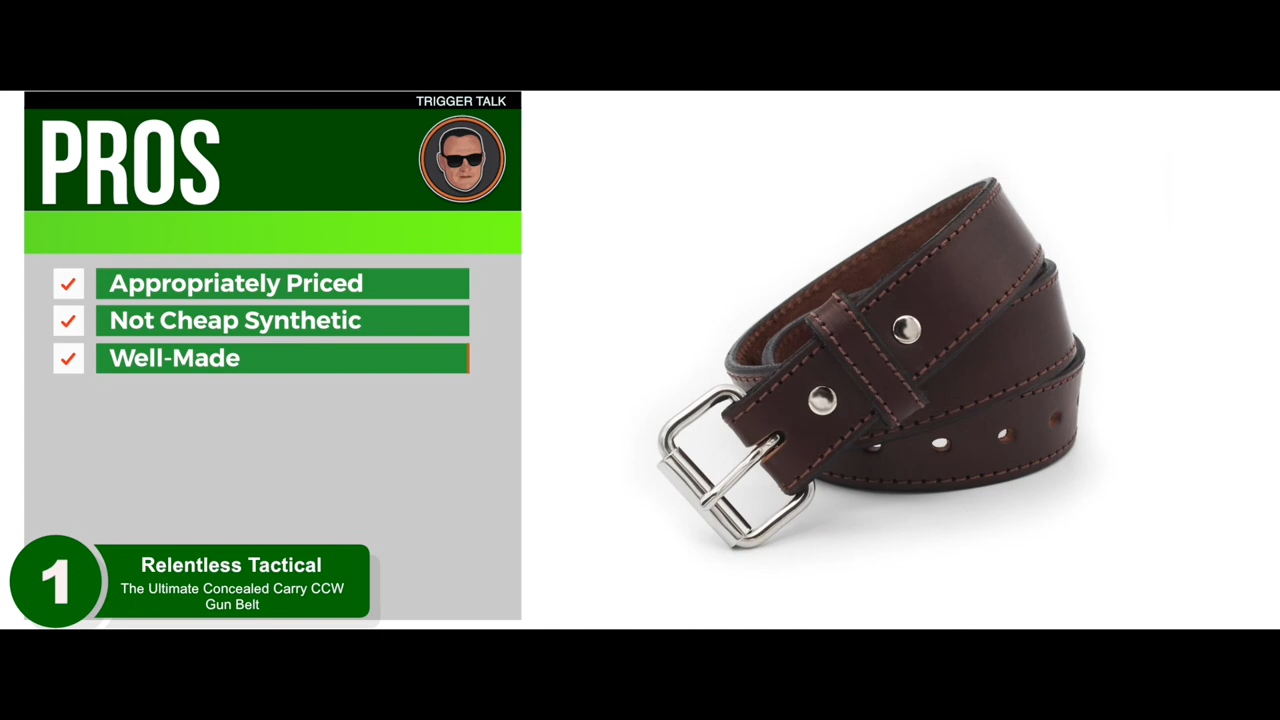 TRIGGER TALK
PROS
Appropriately Priced
Not Cheap Synthetic
Well-Made
1
Relentless Tactical
The Ultimate Concealed Carry CCW
Gun Belt